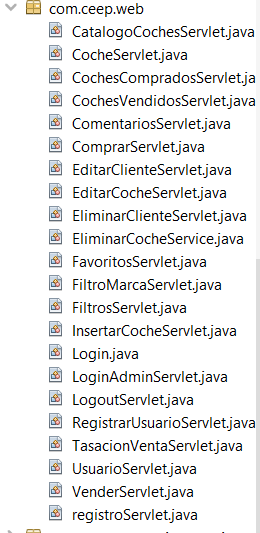 com.ceep.web
CatalogoCochesServlet.java
CocheServlet.java
CochesCompradosServlet.ja
CochesVendidosServlet.java
ComentariosServlet.java
ComprarServlet.java
EditarClienteServlet.java
EditarCocheServlet.java
EliminarClienteServlet.java
EliminarCocheService.java
FavoritosServlet.java
FiltroMarcaServlet.java
FiltrosServlet.java
InsertarCocheServlet.java
Login.java
LoginAdminServlet.java
LogoutServlet.java
RegistrarUsuarioServlet.java
TasacionVentaServlet.java
UsuarioServlet.java
VenderServlet.java
registroServlet.java